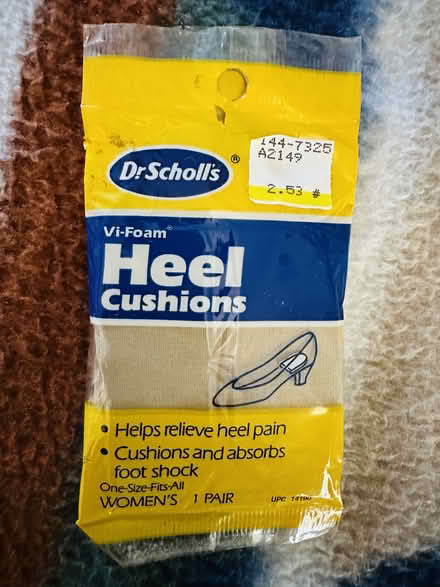 144-7325
A2149
2.53 #
Dr Scholl's ®
Vi-Foam®
Heel
Cushions
• Helps relieve heel pain
• Cushions and absorbs
foot shock
One-Size-Fits-All
WOMEN'S 1 PAIR
UPC